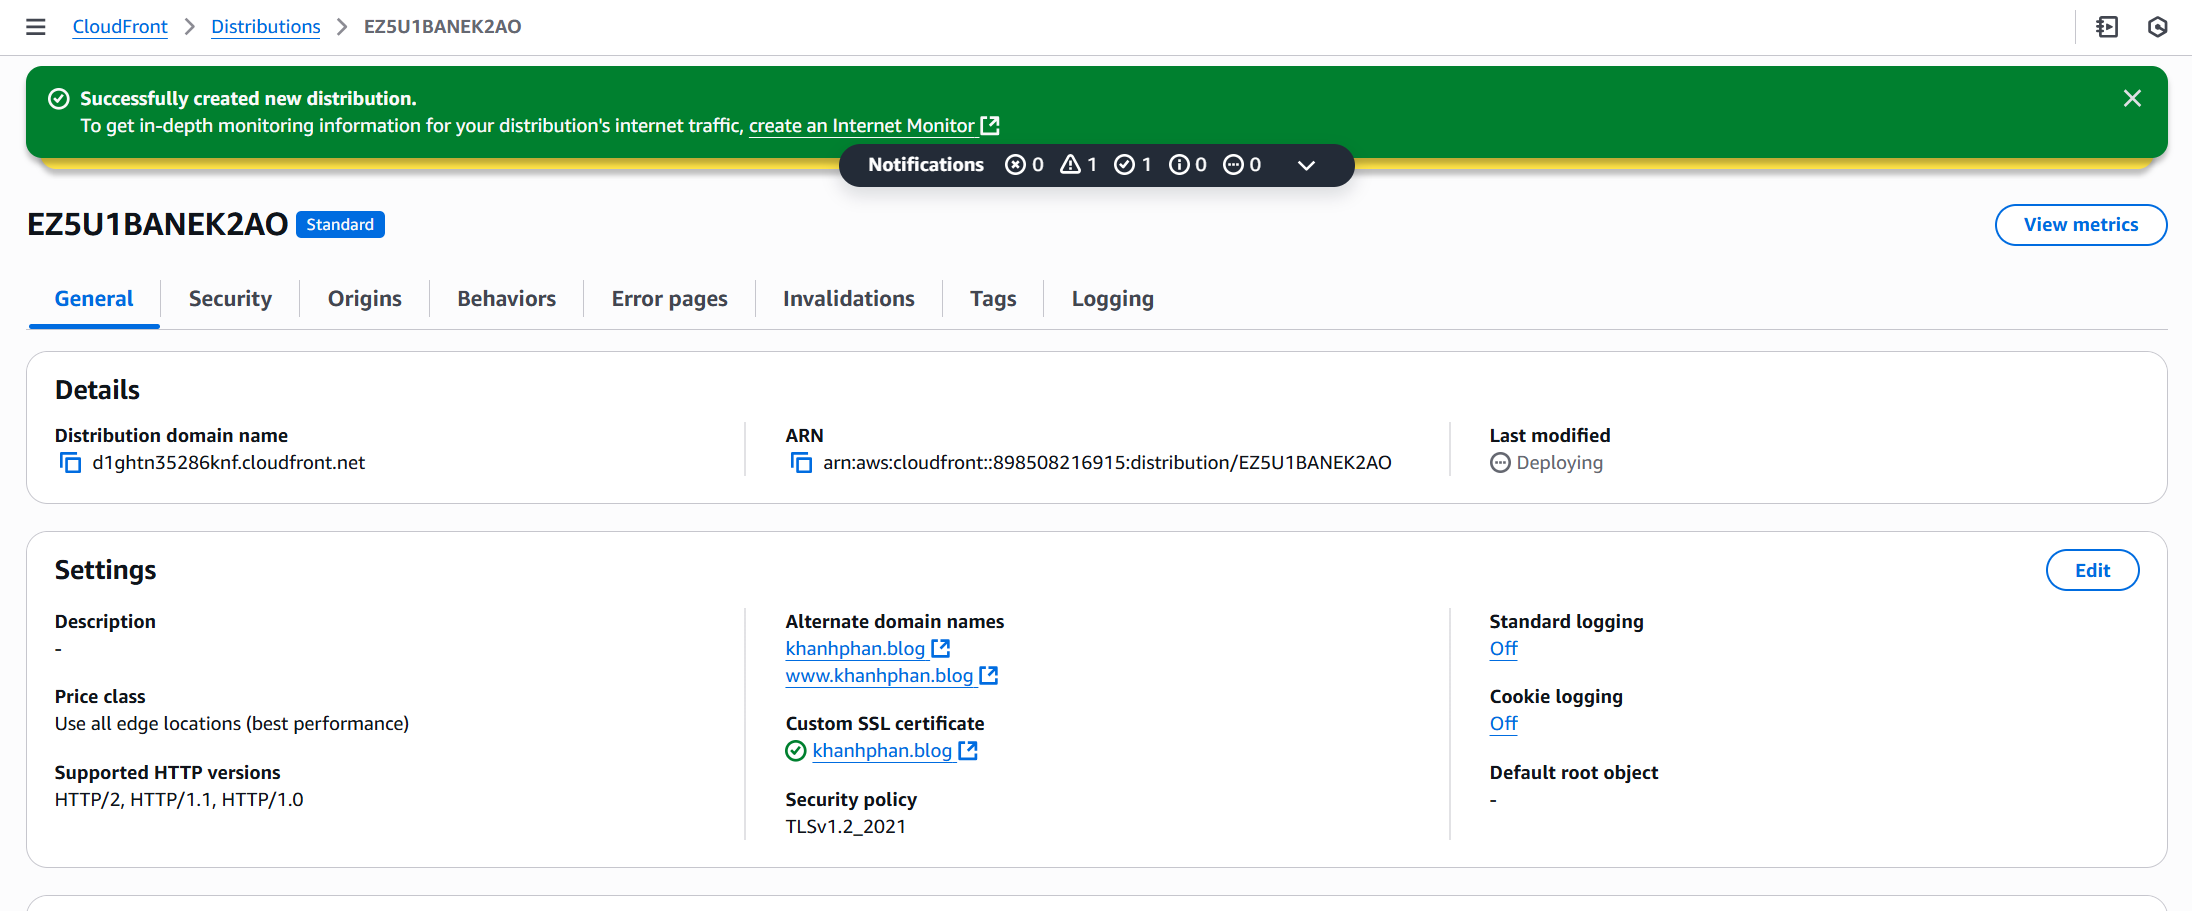 CloudFront
Distributions
EZ5U1BANEK2AO
Successfully created new distribution.
To get in-depth monitoring information for your distribution's internet traffic, create an Internet Monitor
Notifications 0 1 1 0 0
EZ5U1BANEK2AO Standard
View metrics
General Security Origins Behaviors Error pages Invalidations Tags Logging
Details
Distribution domain name
d1ghtn35286knf.cloudfront.net
ARN
arn:aws:cloudfront::898508216915:distribution/EZ5U1BANEK2AO
Last modified
Deploying
Settings
Edit
Description
-
Price class
Use all edge locations (best performance)
Supported HTTP versions
HTTP/2, HTTP/1.1, HTTP/1.0
Alternate domain names
khanhphan.blog
www.khanhphan.blog
Custom SSL certificate
khanhphan.blog
Security policy
TLSv1.2_2021
Standard logging
Off
Cookie logging
Off
Default root object
-